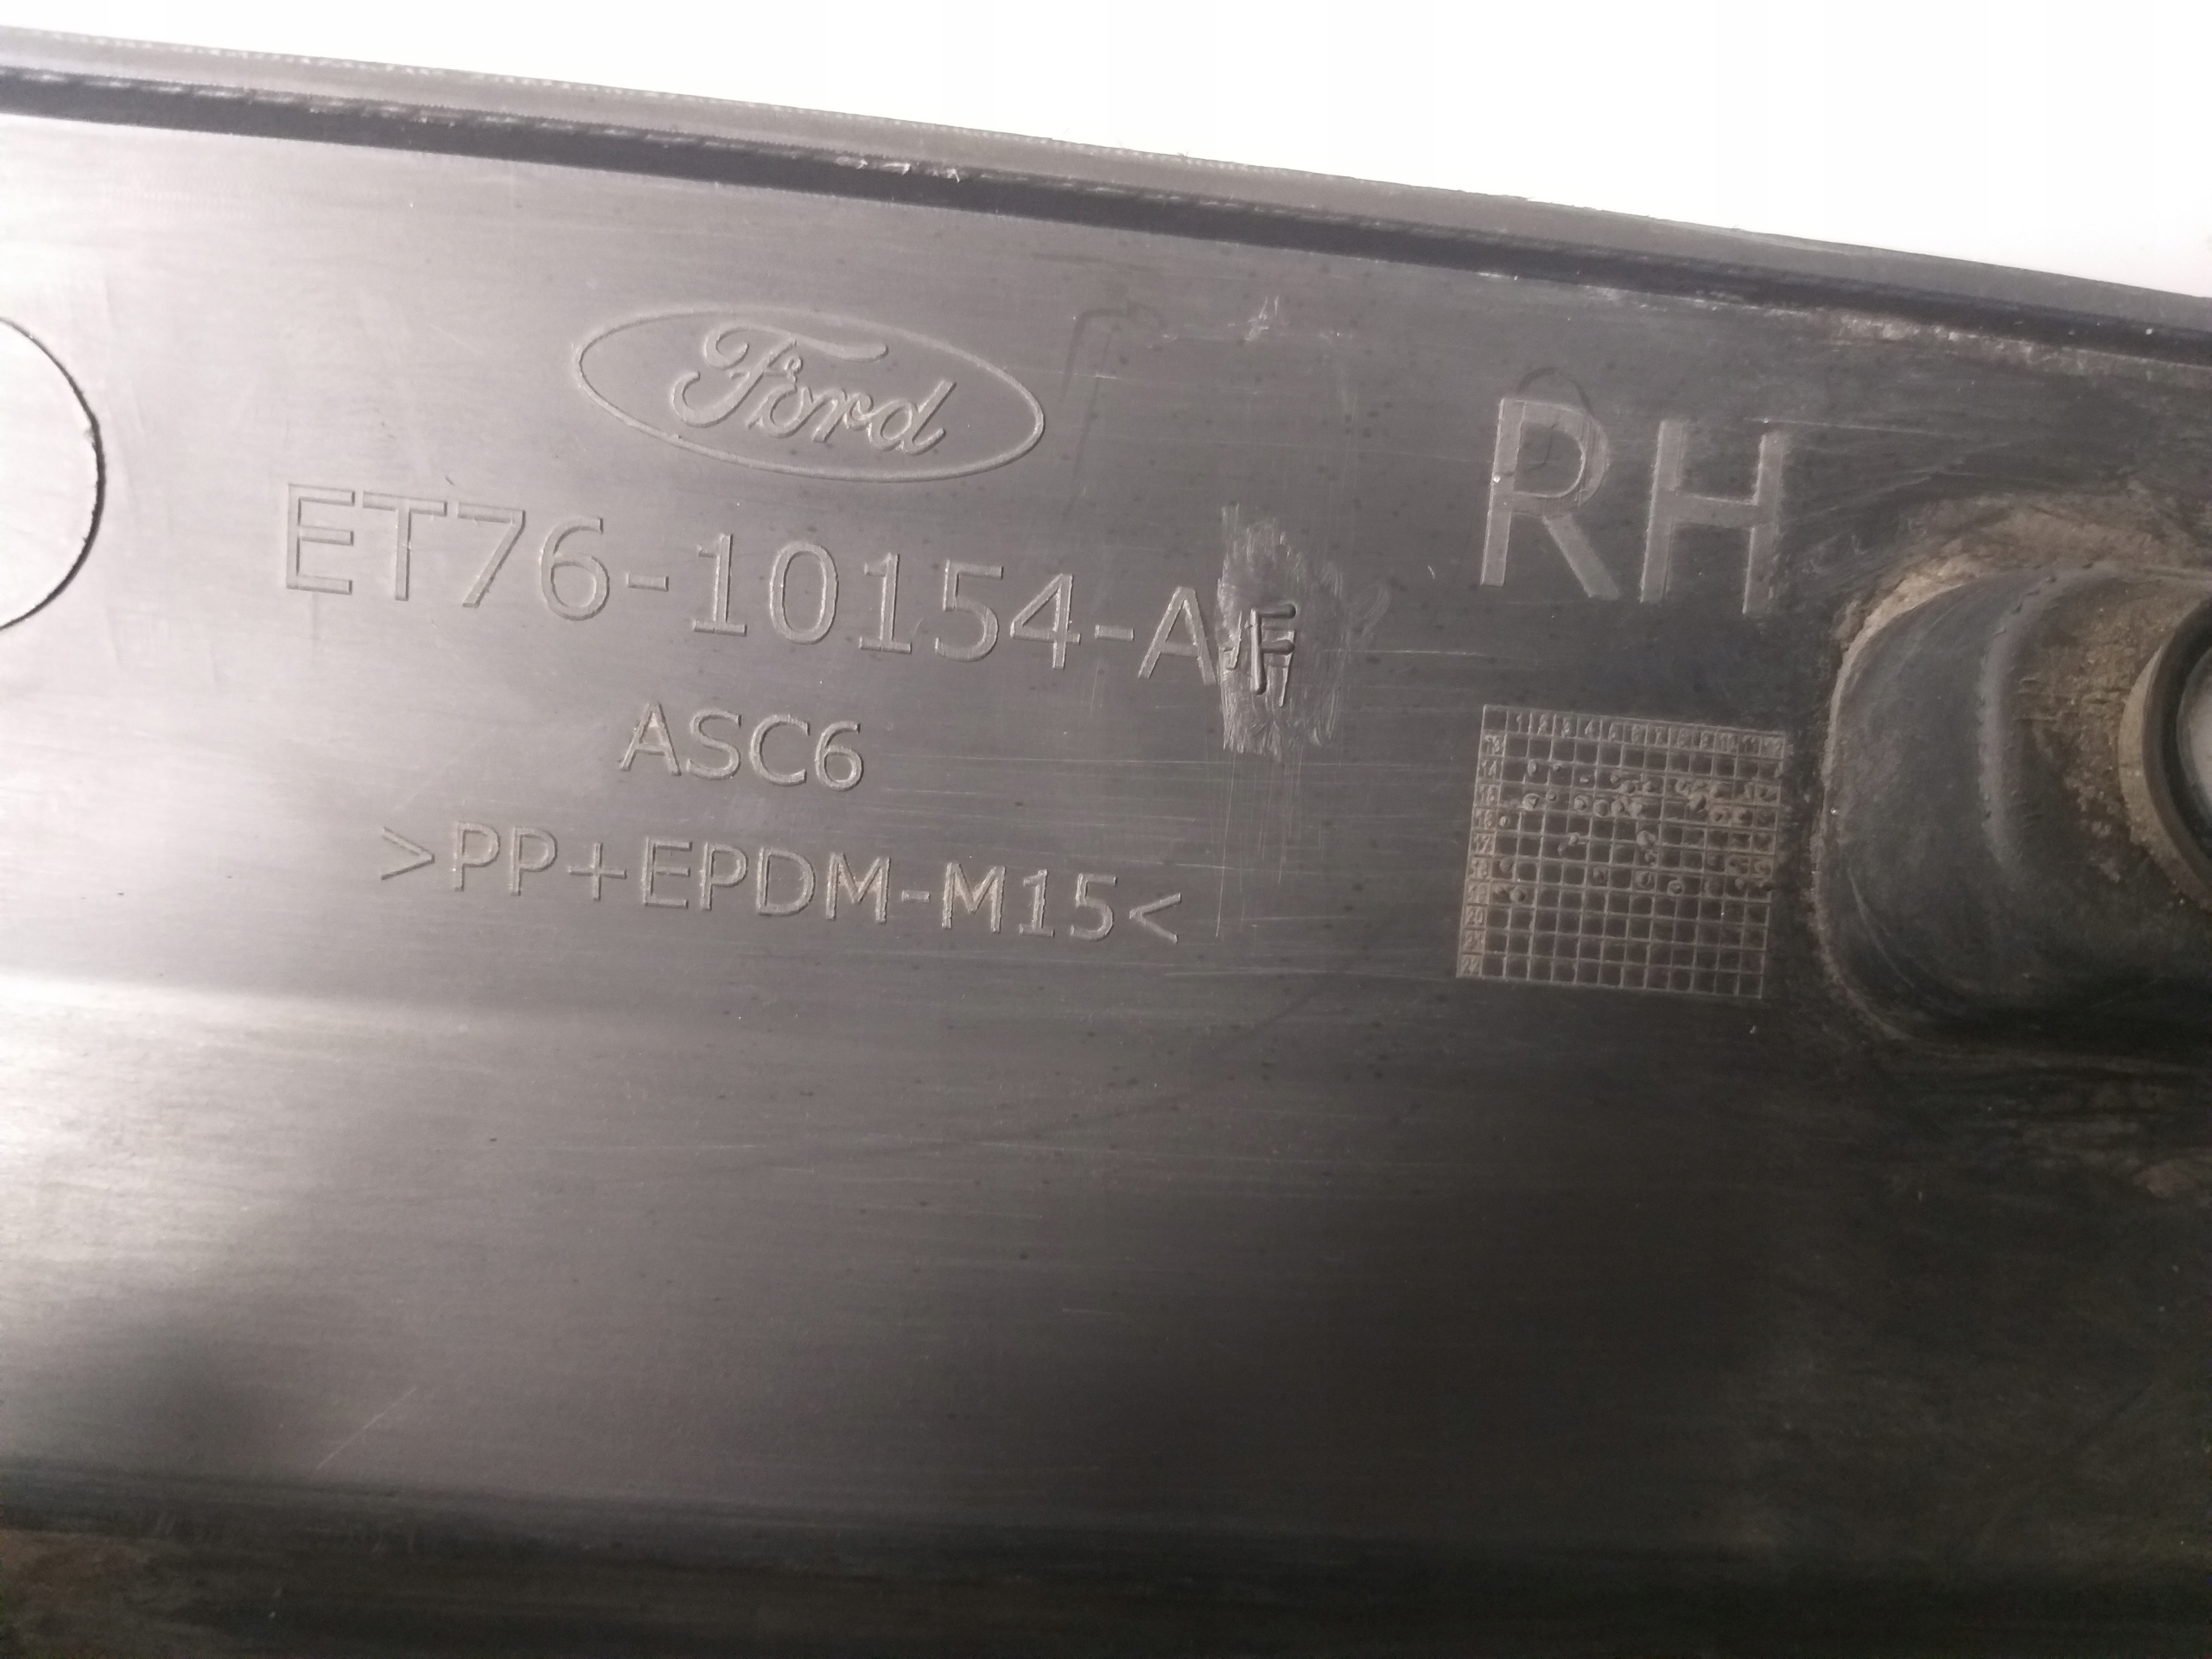 Ford
RH
ET76-10154-AF
ASC6
>PP+EPDM-M15<